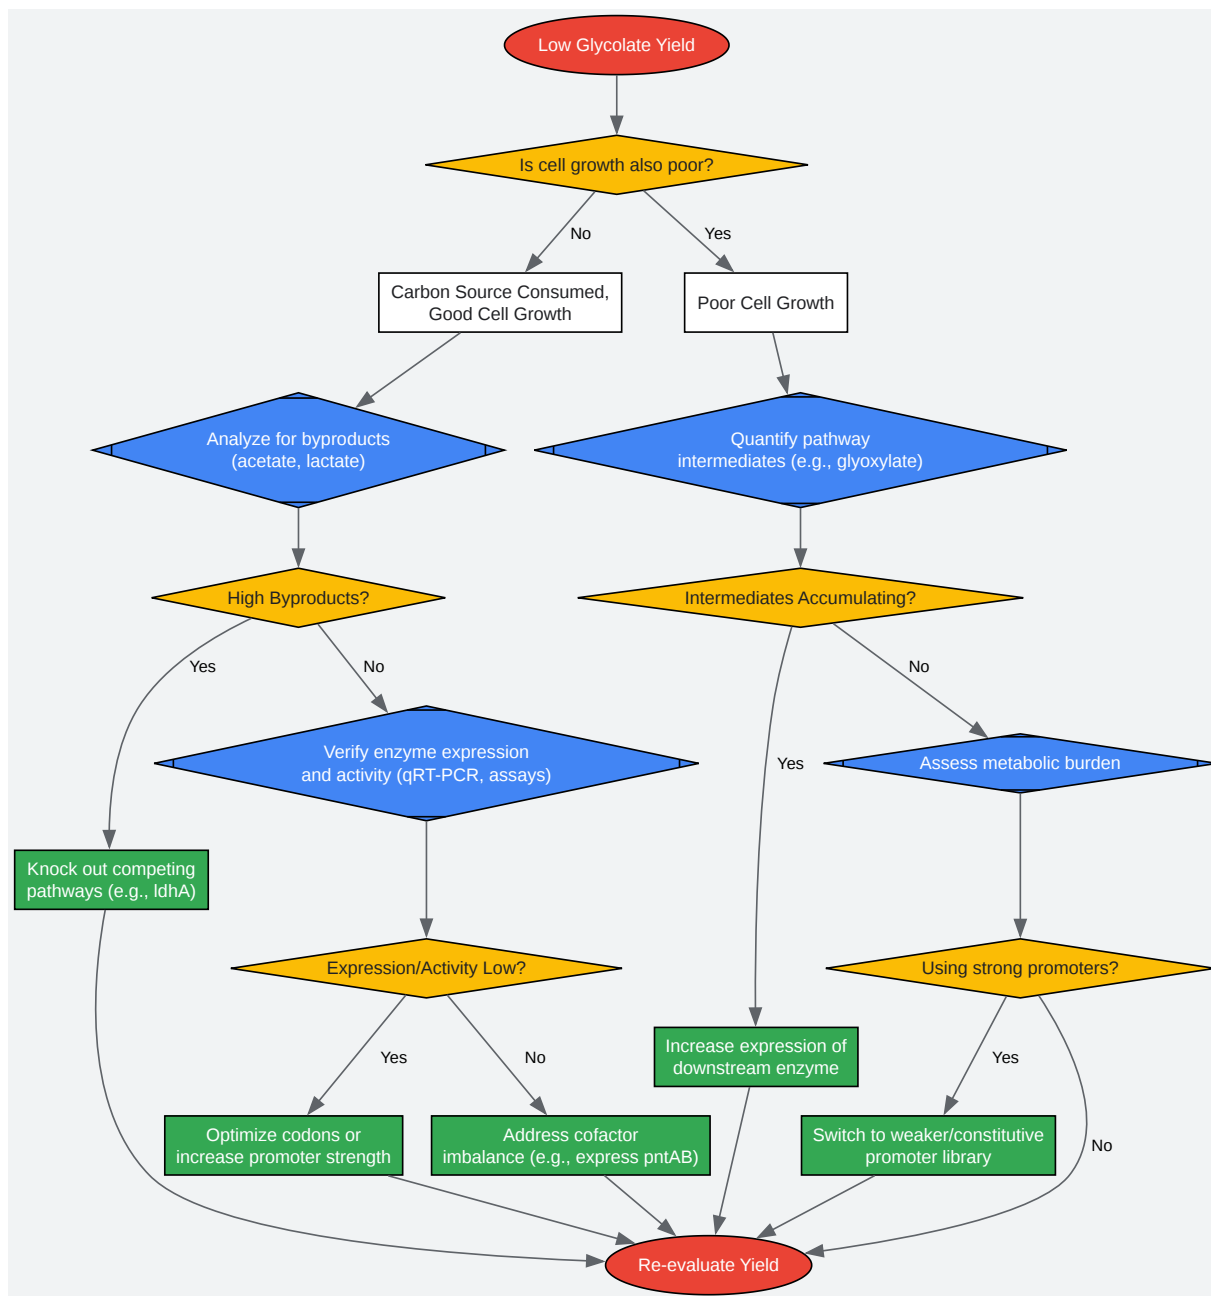 Low Glycolate Yield
Is cell growth also poor?
No
Yes
Carbon Source Consumed,
Good Cell Growth
Poor Cell Growth
Analyze for byproducts
(acetate, lactate)
Quantify pathway
intermediates (e.g., glyoxylate)
High Byproducts?
Intermediates Accumulating?
Yes
No
No
Verify enzyme expression
and activity (qRT-PCR, assays)
Yes
Assess metabolic burden
Knock out competing
pathways (e.g., ldhA)
Expression/Activity Low?
Using strong promoters?
Increase expression of
downstream enzyme
Yes
No
Yes
Optimize codons or
increase promoter strength
Address cofactor
imbalance (e.g., express pntAB)
Switch to weaker/constitutive
promoter library
No
Re-evaluate Yield